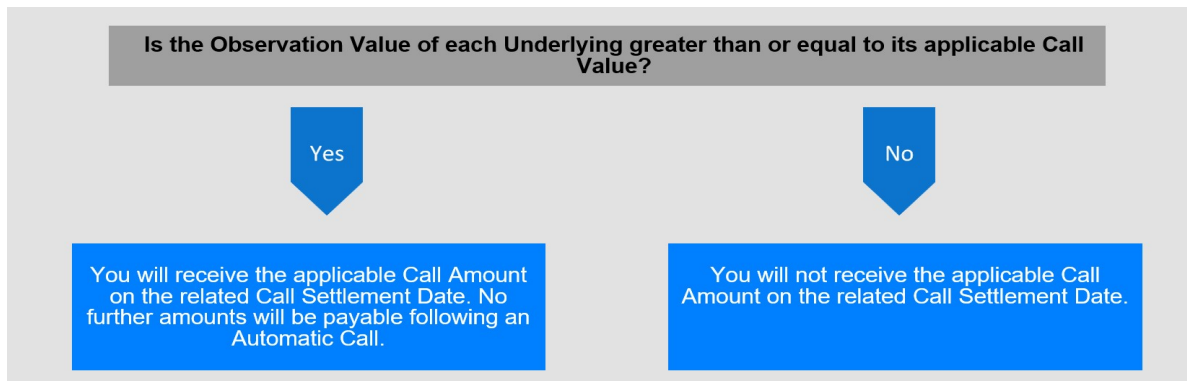 Is the Observation Value of each Underlying greater than or equal to its applicable Call
Value?
Yes
No
You will receive the applicable Call Amount
on the related Call Settlement Date. No
further amounts will be payable following an
Automatic Call.
You will not receive the applicable Call
Amount on the related Call Settlement Date.